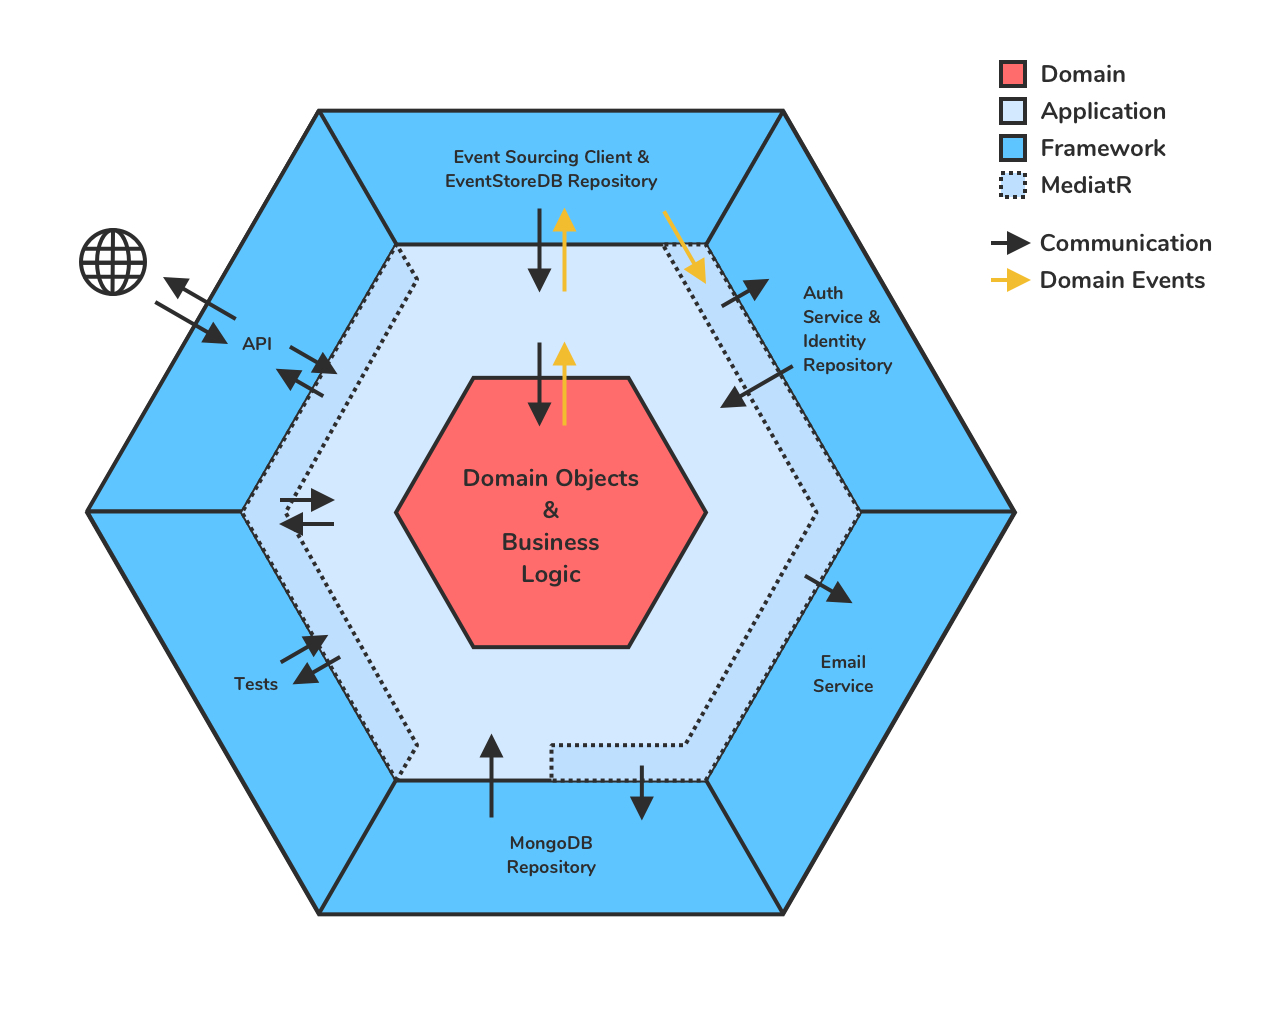 Domain
Application
Framework
MediatR
Communication
Domain Events
Event Sourcing Client &
EventStoreDB Repository
API
Auth
Service &
Identity
Repository
Domain Objects
&
Business
Logic
Tests
Email
Service
MongoDB
Repository